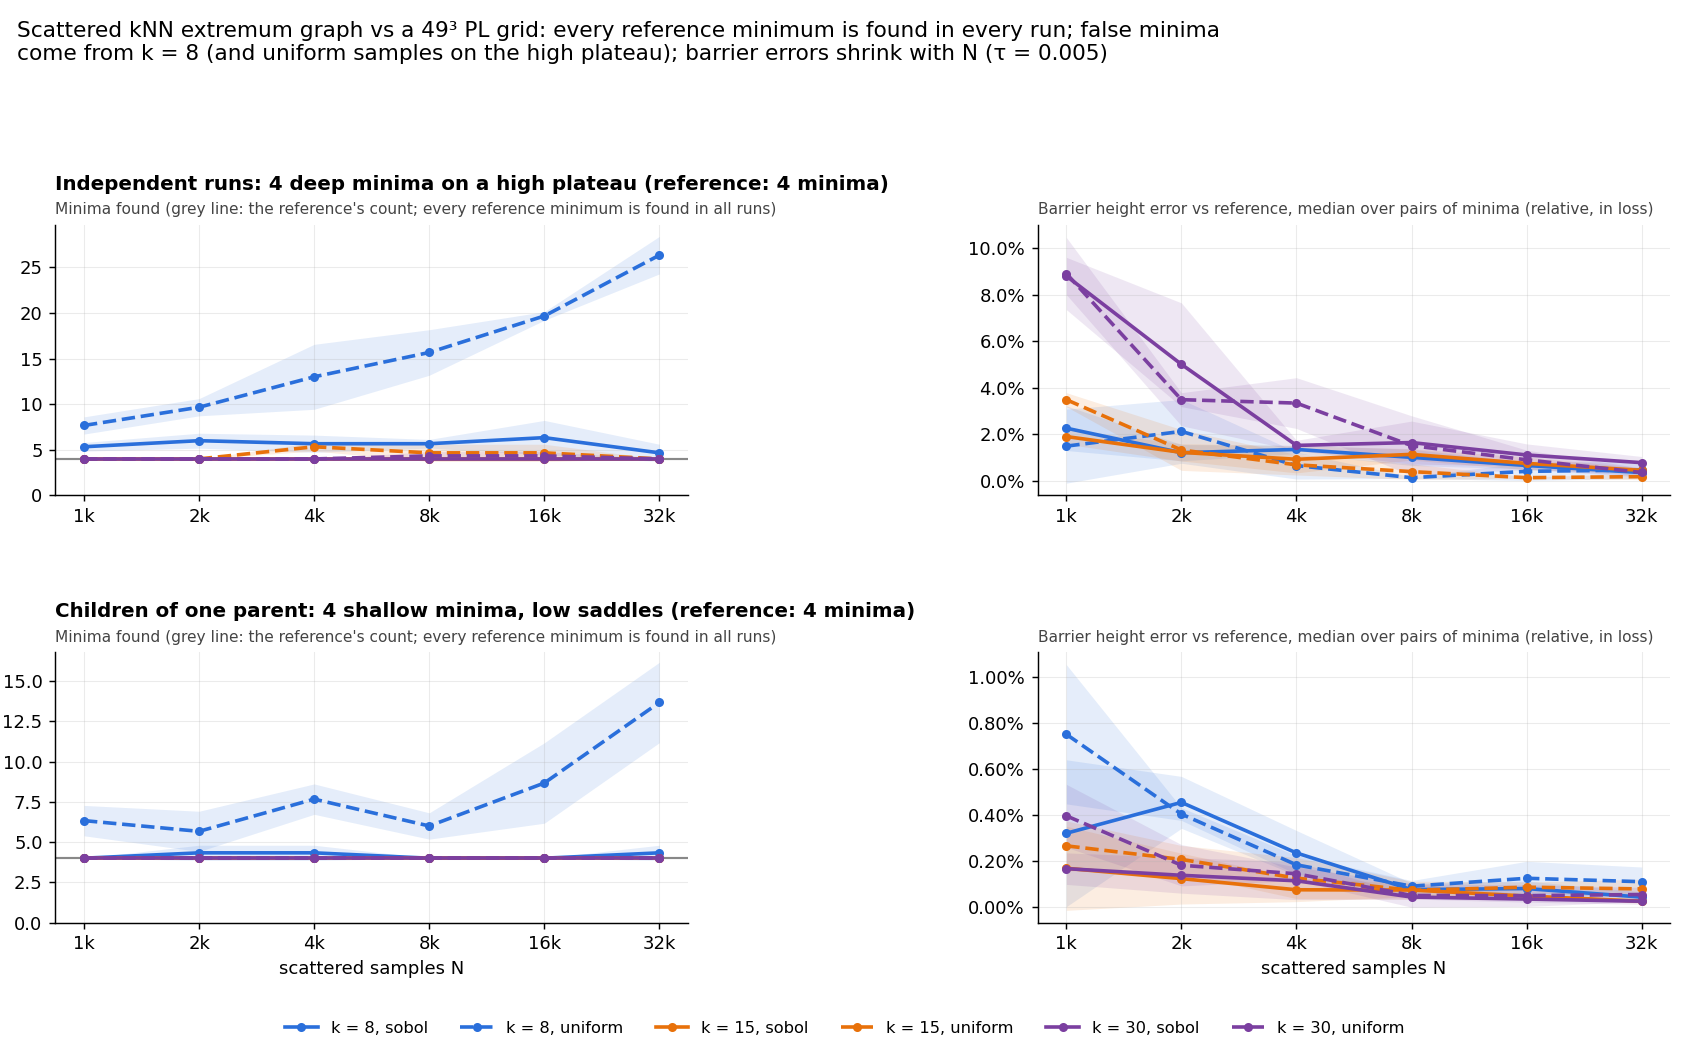 Scattered kNN extremum graph vs a 49³ PL grid: every reference minimum is found in every run; false minima
come from k = 8 (and uniform samples on the high plateau); barrier errors shrink with N (τ = 0.005)
Independent runs: 4 deep minima on a high plateau (reference: 4 minima)
Minima found (grey line: the reference's count; every reference minimum is found in all runs)
25
20
15
10
5
0
1k 2k 4k 8k 16k 32k
Barrier height error vs reference, median over pairs of minima (relative, in loss)
10.0%
8.0%
6.0%
4.0%
2.0%
0.0%
1k 2k 4k 8k 16k 32k
Children of one parent: 4 shallow minima, low saddles (reference: 4 minima)
Minima found (grey line: the reference's count; every reference minimum is found in all runs)
15.0
12.5
10.0
7.5
5.0
2.5
0.0
1k 2k 4k 8k 16k 32k
scattered samples N
Barrier height error vs reference, median over pairs of minima (relative, in loss)
1.00%
0.80%
0.60%
0.40%
0.20%
0.00%
1k 2k 4k 8k 16k 32k
scattered samples N
k = 8, sobol k = 8, uniform k = 15, sobol k = 15, uniform k = 30, sobol k = 30, uniform